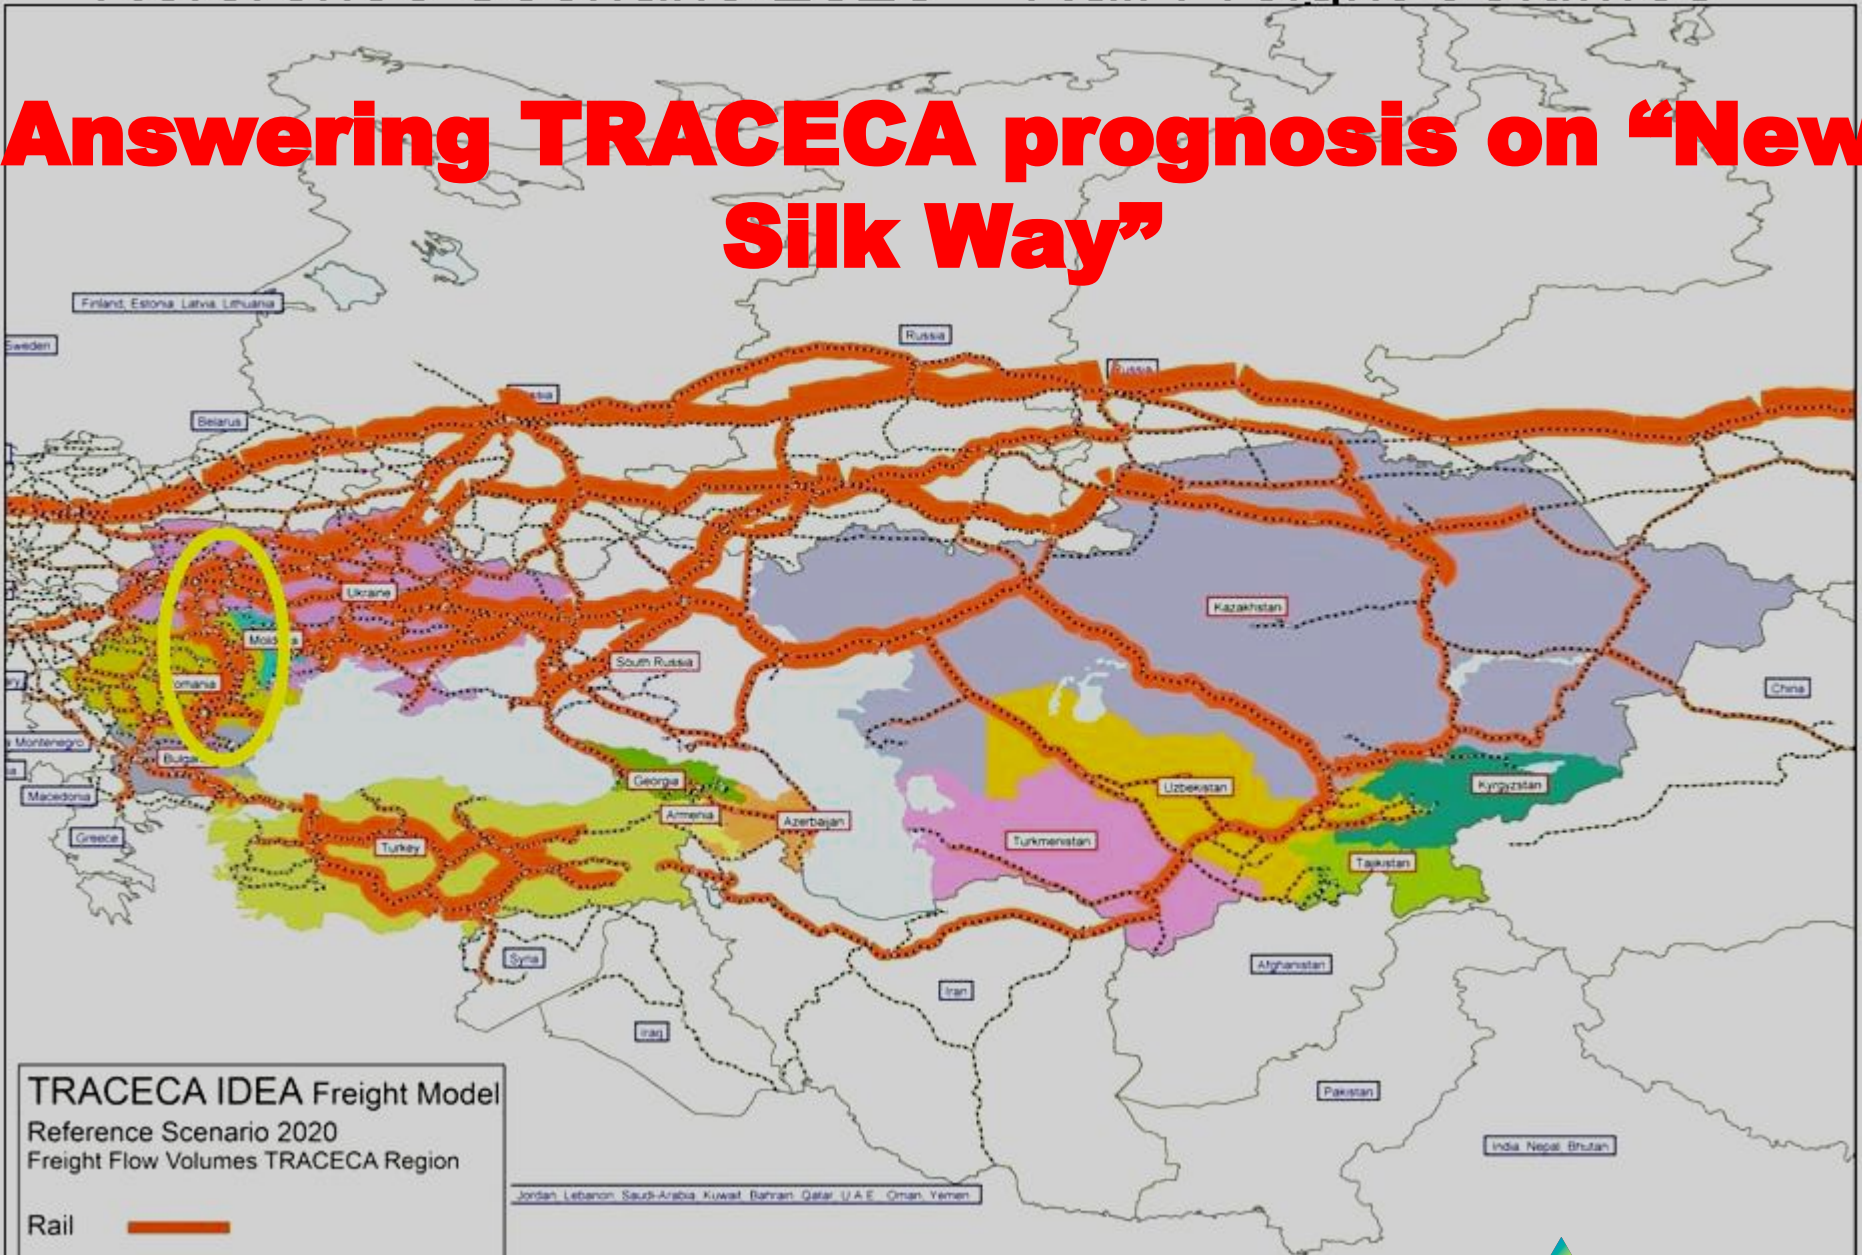 Answering TRACECA prognosis on “New
Silk Way”
Finland, Estonia, Latvia, Lithuania
Sweden
Russia
Russia
Belarus
Ukraine
Kazakhstan
South Russia
China
Montenegro
Georgia
Uzbekistan
Kyrgyzstan
Macedonia
Armenia
Azerbaijan
Greece
Turkey
Turkmenistan
Tajikistan
Syria
Afghanistan
Iran
Iraq
Pakistan
India, Nepal, Bhutan
Jordan, Lebanon, Saudi-Arabia, Kuwait, Bahrain, Qatar, U.A.E., Oman, Yemen
TRACECA IDEA Freight Model
Reference Scenario 2020
Freight Flow Volumes TRACECA Region
Rail